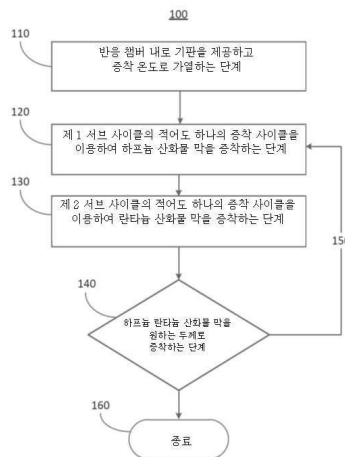 100
110
반응 챔버 내로 기판을 제공하고
증착 온도로 가열하는 단계
120
제 1 서브 사이클의 적어도 하나의 증착 사이클을
이용하여 하프늄 산화물 막을 증착하는 단계
130
제 2 서브 사이클의 적어도 하나의 증착 사이클을
이용하여 란타늄 산화물 막을 증착하는 단계
150
140
하프늄 란타늄 산화물 막을
원하는 두께로
증착하는 단계
160
종료